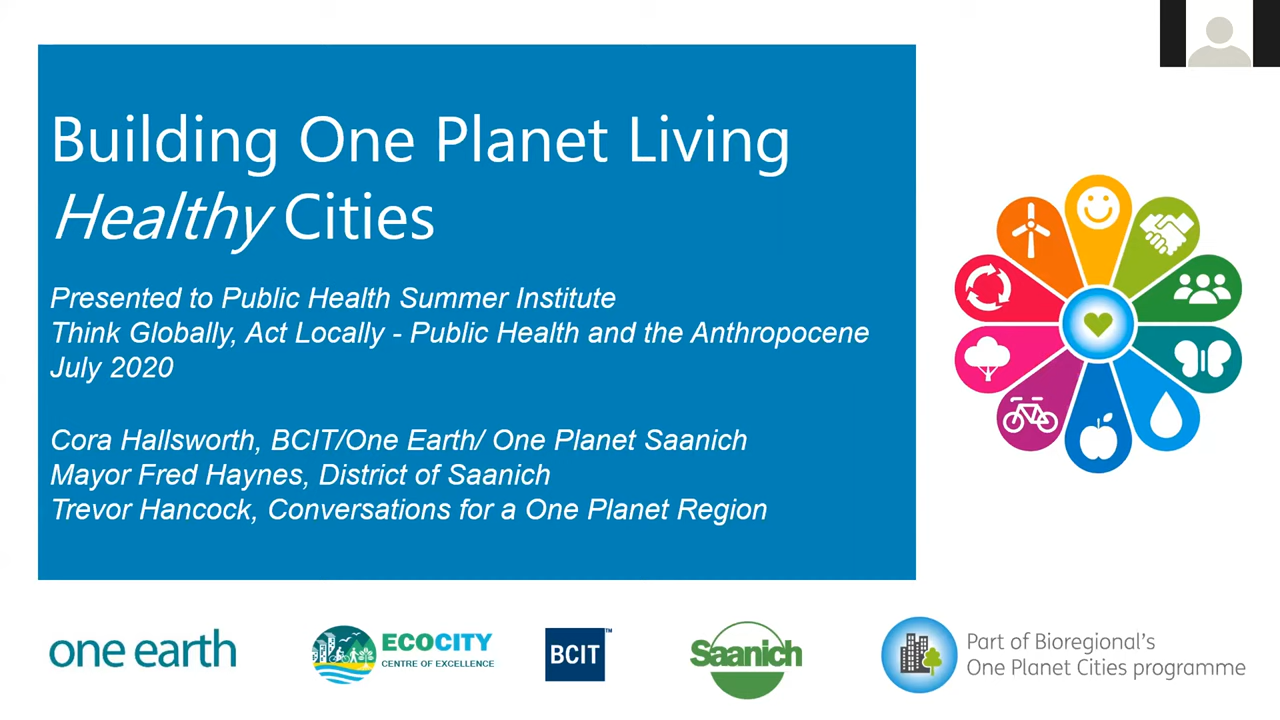 Building One Planet Living
Healthy Cities
Presented to Public Health Summer Institute
Think Globally, Act Locally - Public Health and the Anthropocene
July 2020
Cora Hallsworth, BCIT/One Earth/ One Planet Saanich
Mayor Fred Haynes, District of Saanich
Trevor Hancock, Conversations for a One Planet Region
one earth
ECOCITY
CENTRE OF EXCELLENCE
BCIT™
Saanich
Part of Bioregional's
One Planet Cities programme